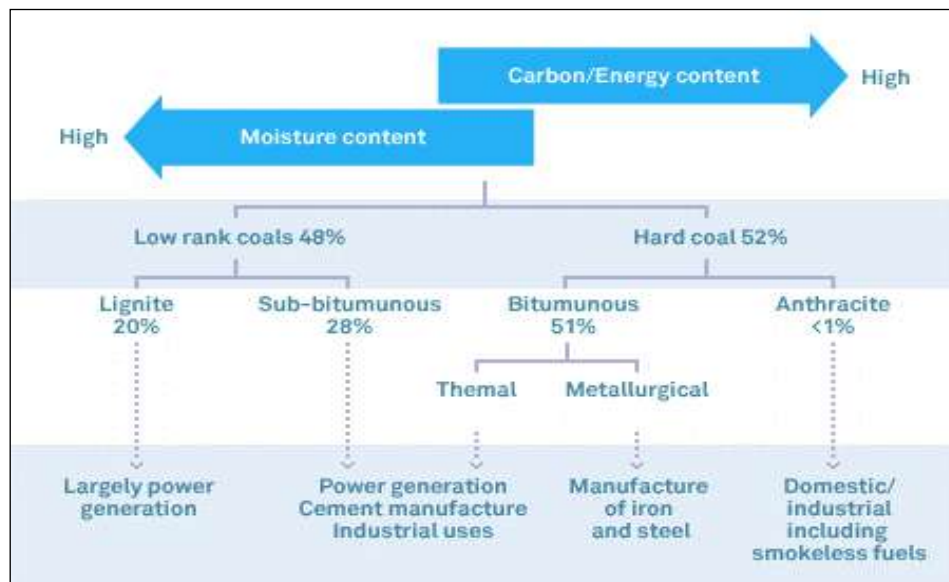 Carbon/Energy content
High
High
Moisture content
Low rank coals 48%
Hard coal 52%
Lignite
20%
Sub-bitumunous
28%
Bitumunous
51%
Anthracite
<1%
Themal
Metallurgical
Largely power
generation
Power generation
Cement manufacture
Industrial uses
Manufacture
of iron
and steel
Domestic/
industrial
including
smokeless fuels